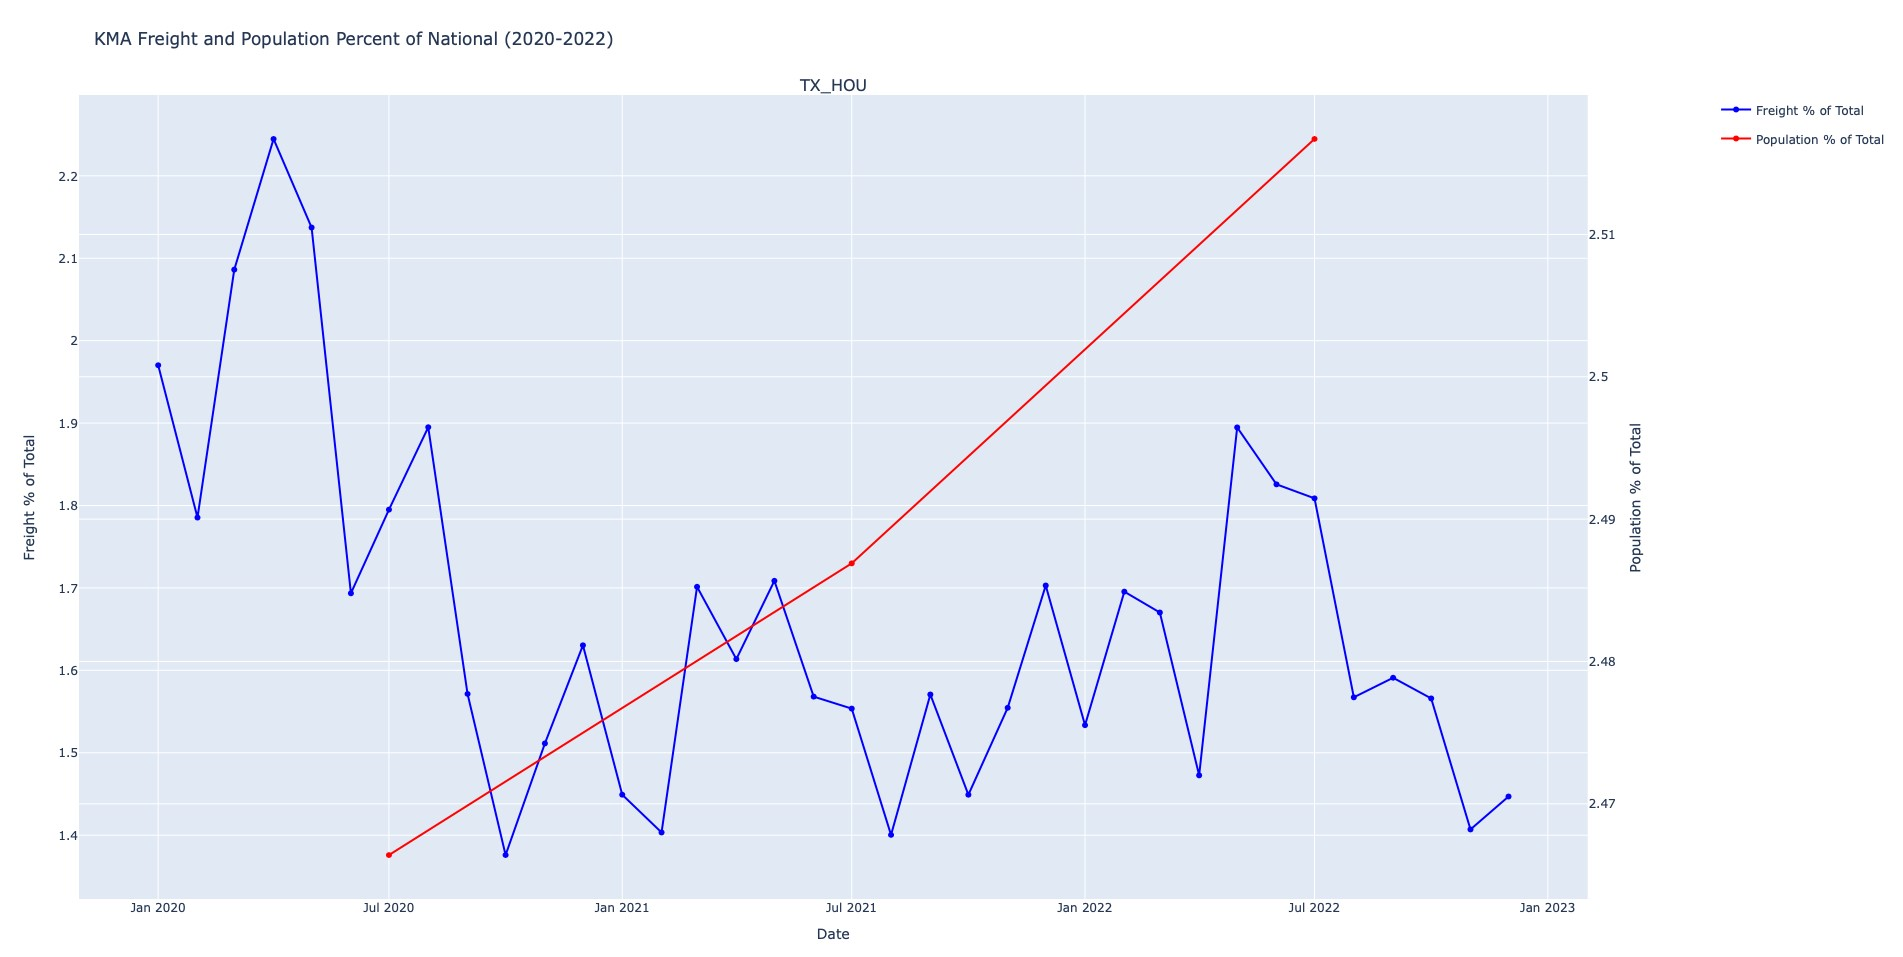 KMA Freight and Population Percent of National (2020-2022)
TX_HOU
Freight % of Total
Population % of Total
2.2
2.1
2
1.9
1.8
1.7
1.6
1.5
1.4
Freight % of Total
2.51
2.5
2.49
2.48
2.47
Population % of Total
Jan 2020
Jul 2020
Jan 2021
Jul 2021
Jan 2022
Jul 2022
Jan 2023
Date